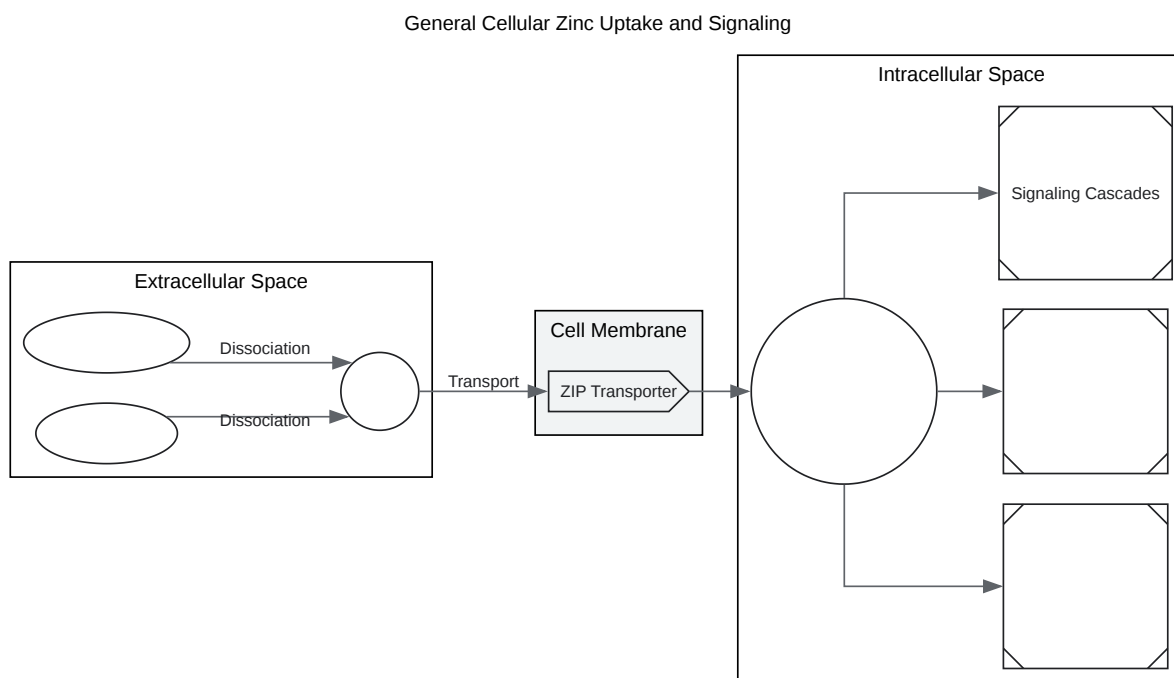 General Cellular Zinc Uptake and Signaling
Intracellular Space
Signaling Cascades
Extracellular Space
Dissociation
Dissociation
Transport
Cell Membrane
ZIP Transporter